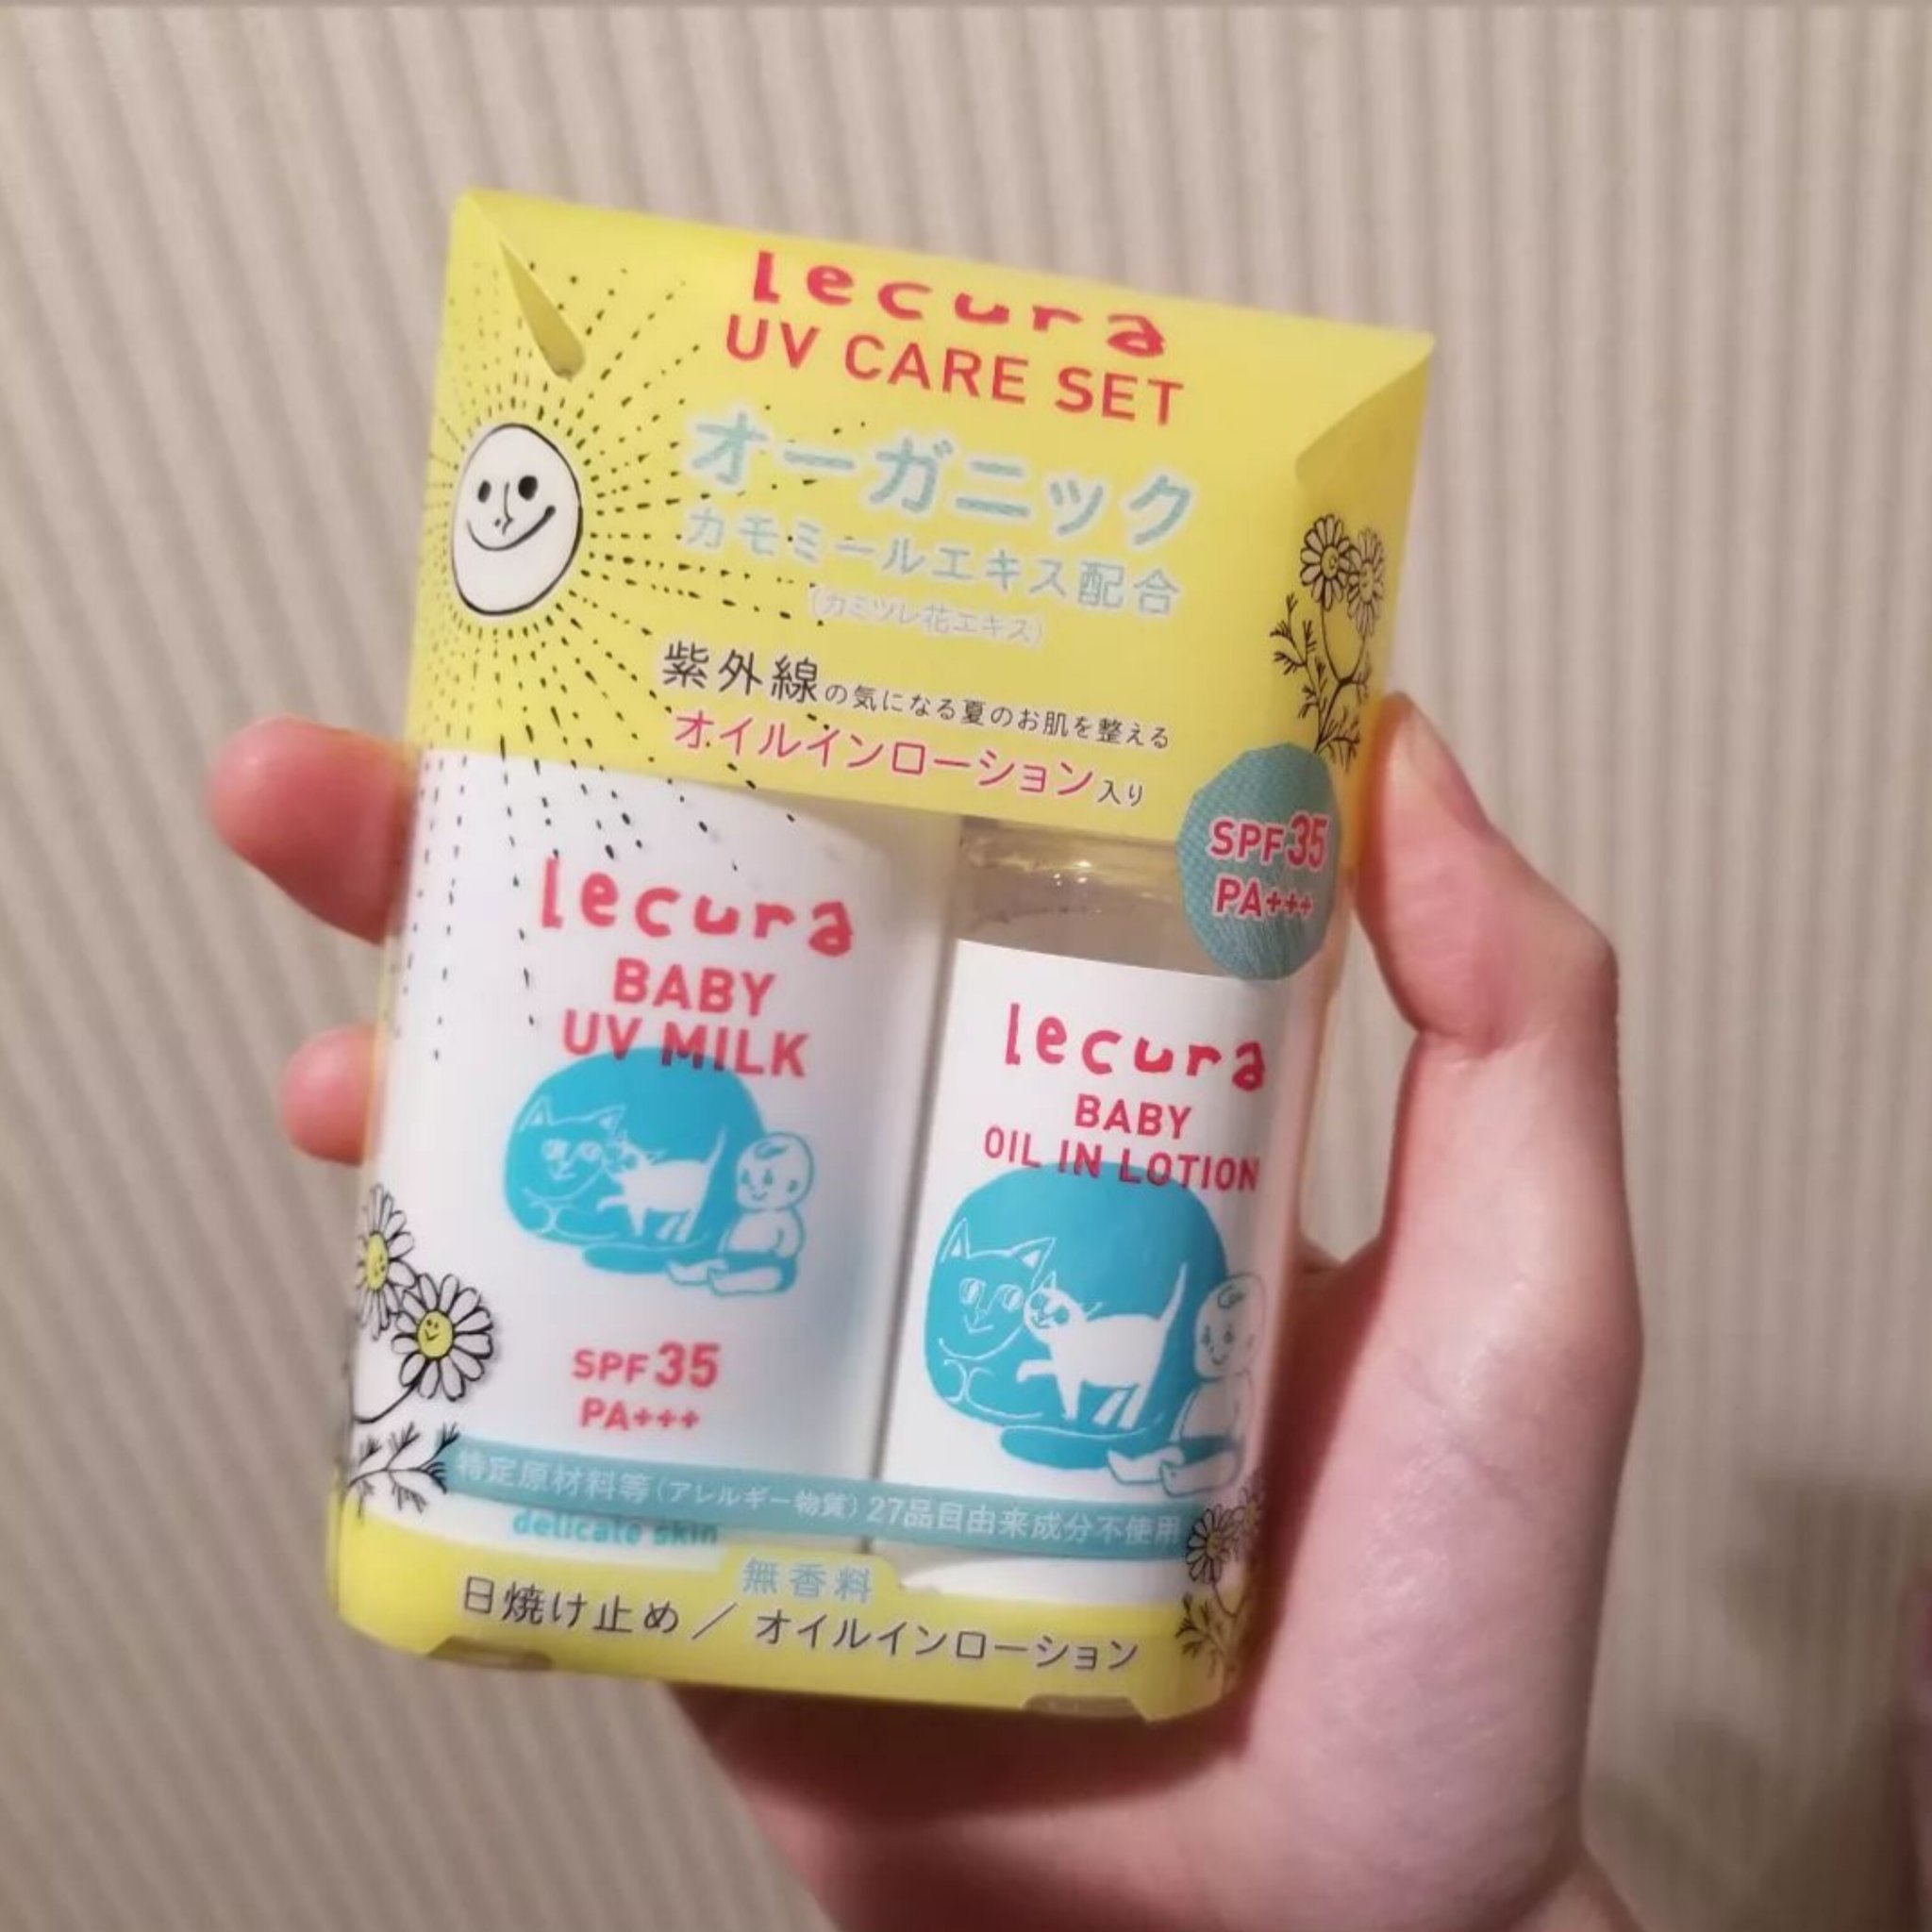 lecura
UV CARE SET
オーガニック
カモミールエキス配合
(カミツレ花エキス)
紫外線の気になる夏のお肌を整える
オイルインローション入り
SPF35
PA+++
lecura
BABY
UV MILK
SPF35
PA+++
lecura
BABY
OIL IN LOTION
特定原材料等(アレルギー物質)27品目由来成分不使用
delicate skin
無香料
日焼け止め/オイルインローション